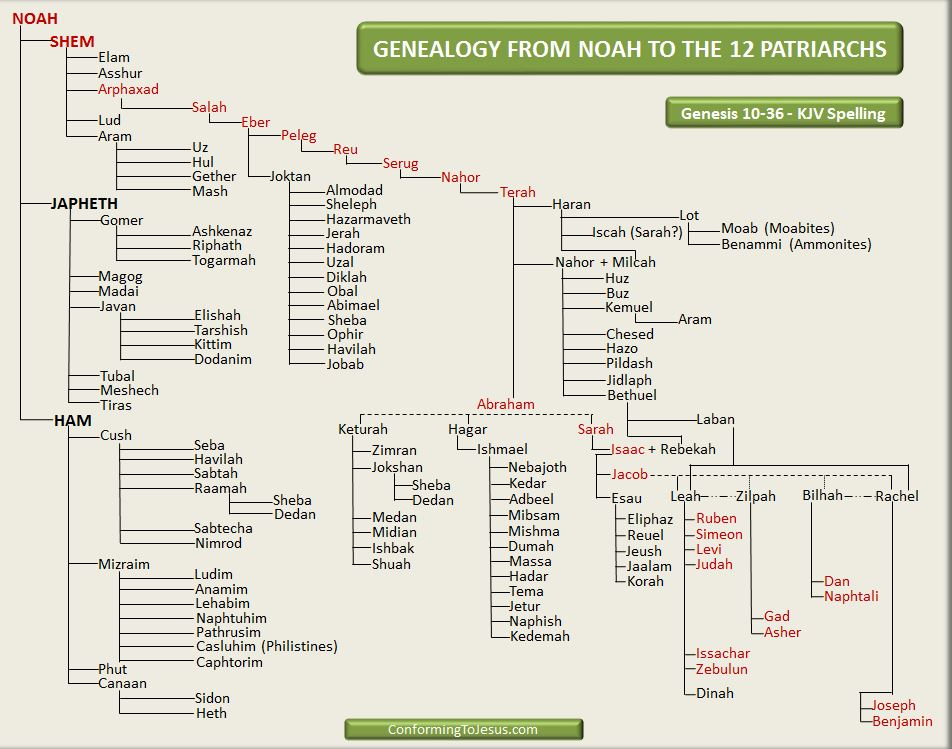 NOAH
GENEALOGY FROM NOAH TO THE 12 PATRIARCHS
Genesis 10-36 - KJV Spelling
SHEM
Elam
Asshur
Arphaxad
Salah
Eber
Peleg
Reu
Serug
Nahor
Terah
Lud
Aram
Uz
Hul
Gether
Mash
Joktan
Almodad
Sheleph
Hazarmaveth
Jerah
Hadoram
Uzal
Diklah
Obal
Abimael
Sheba
Ophir
Havilah
Jobab
Haran
Lot
Moab (Moabites)
Benammi (Ammonites)
Iscah (Sarah?)
Nahor + Milcah
Huz
Buz
Kemuel
Aram
Chesed
Hazo
Pildash
Jidlaph
Bethuel
Laban
JAPHETH
Gomer
Ashkenaz
Riphath
Togarmah
Magog
Madai
Javan
Elishah
Tarshish
Kittim
Dodanim
Tubal
Meshech
Tiras
HAM
Cush
Seba
Havilah
Sabtah
Raamah
Sheba
Dedan
Sabtecha
Nimrod
Mizraim
Ludim
Anamim
Lehabim
Naphtuhim
Pathrusim
Casluhim (Philistines)
Caphtorim
Phut
Canaan
Sidon
Heth
Abraham
Keturah
Zimran
Jokshan
Sheba
Dedan
Medan
Midian
Ishbak
Shuah
Hagar
Ishmael
Nebajoth
Kedar
Adbeel
Mibsam
Mishma
Dumah
Massa
Hadar
Tema
Jetur
Naphish
Kedemah
Sarah
Isaac + Rebekah
Jacob
Esau
Eliphaz
Reuel
Jeush
Jaalam
Korah
Leah
Zilpah
Bilhah
Rachel
Ruben
Simeon
Levi
Judah
Dan
Naphtali
Gad
Asher
Issachar
Zebulun
Dinah
Joseph
Benjamin
ConformingToJesus.com